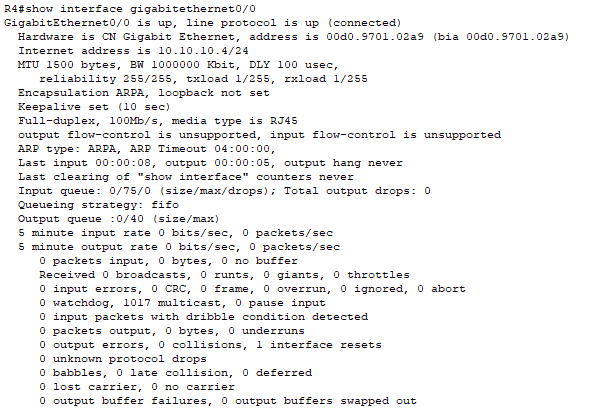 R4#show interface gigabitethernet0/0
GigabitEthernet0/0 is up, line protocol is up (connected)
Hardware is CN Gigabit Ethernet, address is 00d0.9701.02a9 (bia 00d0.9701.02a9)
Internet address is 10.10.10.4/24
MTU 1500 bytes, BW 1000000 Kbit, DLY 100 usec,
reliability 255/255, txload 1/255, rxload 1/255
Encapsulation ARPA, loopback not set
Keepalive set (10 sec)
Full-duplex, 100Mb/s, media type is RJ45
output flow-control is unsupported, input flow-control is unsupported
ARP type: ARPA, ARP Timeout 04:00:00,
Last input 00:00:08, output 00:00:05, output hang never
Last clearing of "show interface" counters never
Input queue: 0/75/0 (size/max/drops); Total output drops: 0
Queueing strategy: fifo
Output queue :0/40 (size/max)
5 minute input rate 0 bits/sec, 0 packets/sec
5 minute output rate 0 bits/sec, 0 packets/sec
0 packets input, 0 bytes, 0 no buffer
Received 0 broadcasts, 0 runts, 0 giants, 0 throttles
0 input errors, 0 CRC, 0 frame, 0 overrun, 0 ignored, 0 abort
0 watchdog, 1017 multicast, 0 pause input
0 input packets with dribble condition detected
0 packets output, 0 bytes, 0 underruns
0 output errors, 0 collisions, 1 interface resets
0 unknown protocol drops
0 babbles, 0 late collision, 0 deferred
0 lost carrier, 0 no carrier
0 output buffer failures, 0 output buffers swapped out